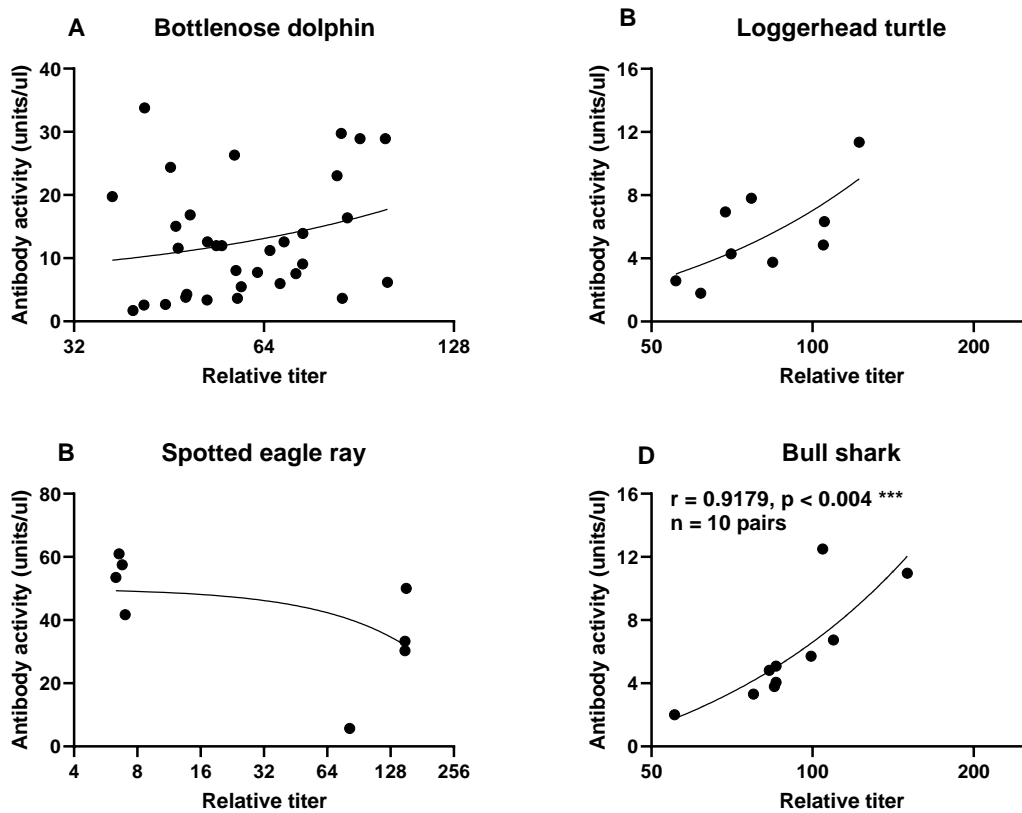 A Bottlenose dolphin
Antibody activity (units/ul)
40
30
20
10
0
32 64 128
Relative titer
B Loggerhead turtle
Antibody activity (units/ul)
16
12
8
4
0
50 100 200
Relative titer
B Spotted eagle ray
Antibody activity (units/ul)
80
60
40
20
0
4 8 16 32 64 128 256
Relative titer
D Bull shark
r = 0.9179, p < 0.004 ***
n = 10 pairs
Antibody activity (units/ul)
16
12
8
4
0
50 100 200
Relative titer